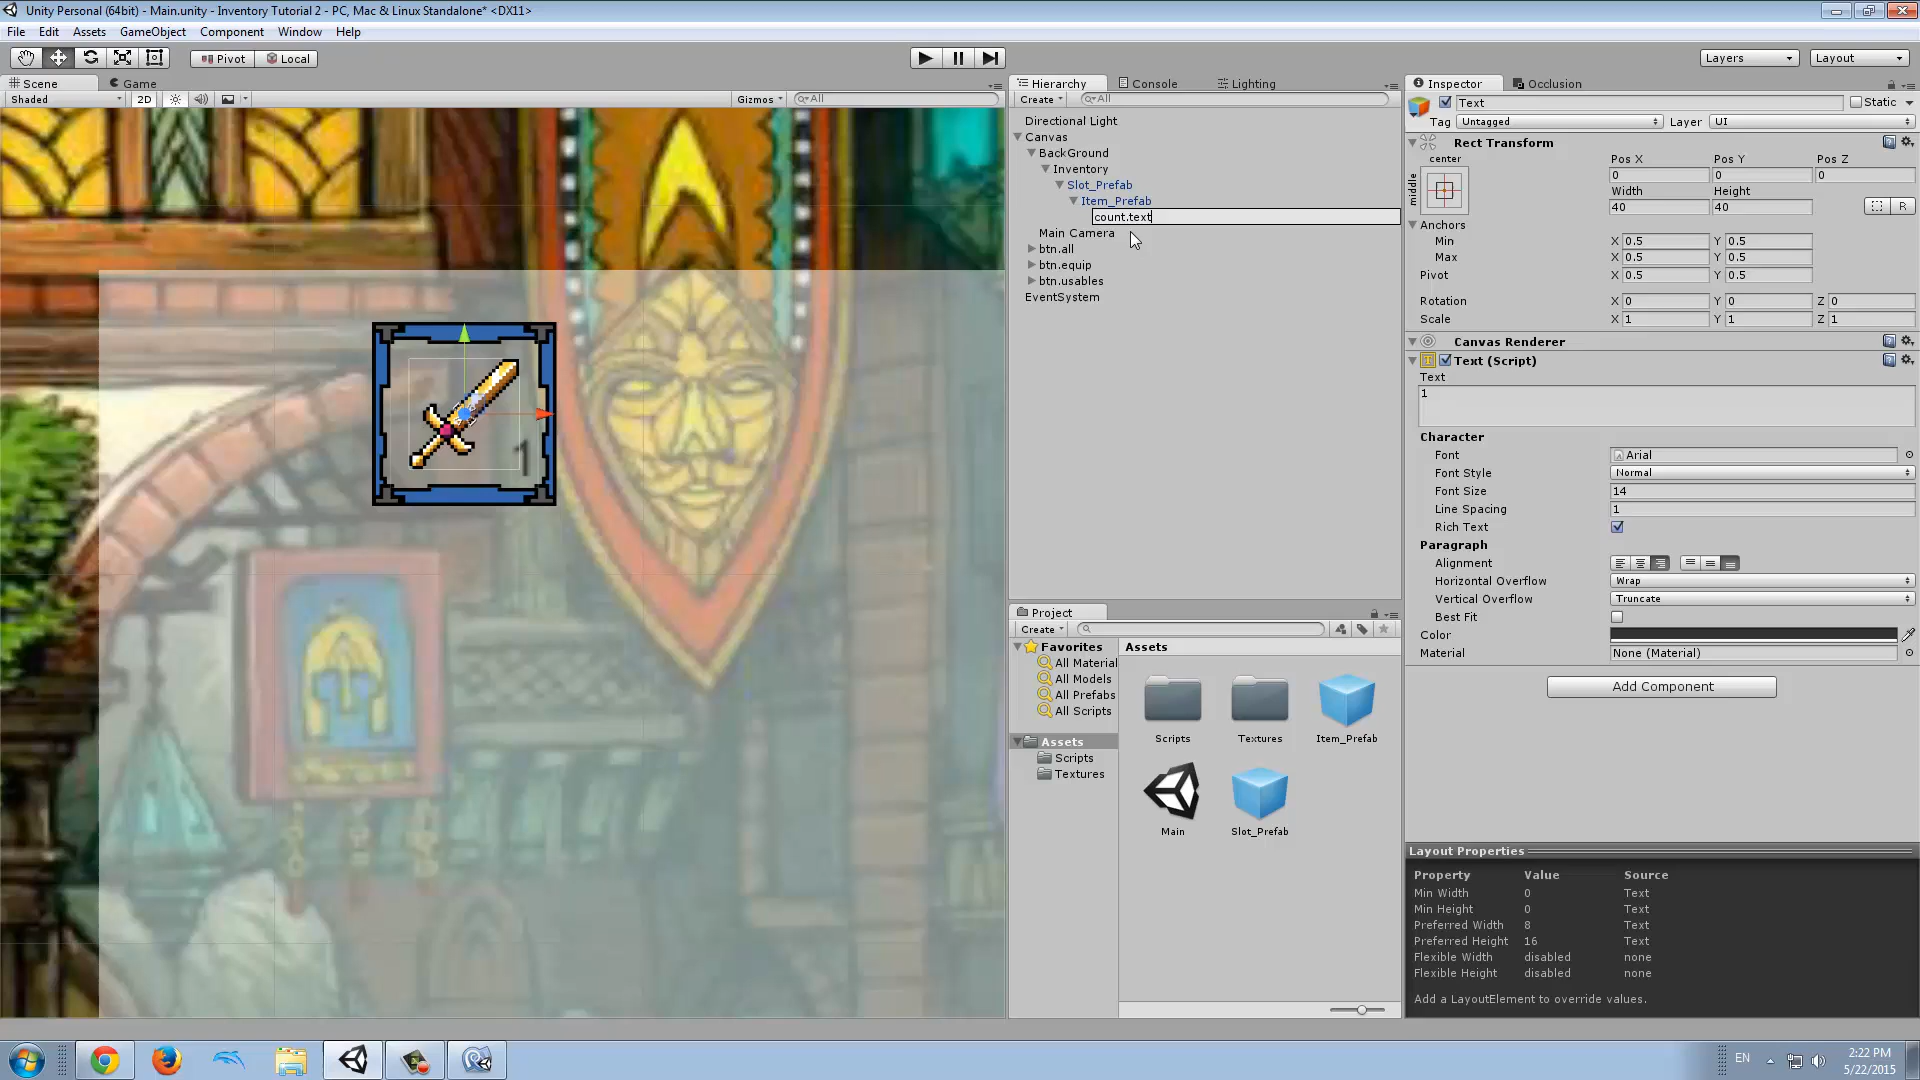 Unity Personal (64bit) - Main.unity - Inventory Tutorial 2 - PC, Mac & Linux Standalone* <DX11>
File Edit Assets GameObject Component Window Help
Pivot Local Layers Layout
Scene Game
Shaded 2D Gizmos All
1
Hierarchy Console Lighting
Create All
Directional Light
Canvas
BackGround
Inventory
Slot_Prefab
Item_Prefab
count.text
Main Camera
btn.all
btn.equip
btn.usables
EventSystem
Project
Create
Favorites
All Material
All Models
All Prefabs
All Scripts
Assets
Scripts
Textures
Assets
Scripts Textures Item_Prefab
Main Slot_Prefab
Inspector Occlusion
Text Static
Tag Untagged Layer UI
Rect Transform
center
middle
Pos X Pos Y Pos Z
0 0 0
Width Height
40 40 R
Anchors
Min X 0.5 Y 0.5
Max X 0.5 Y 0.5
Pivot X 0.5 Y 0.5
Rotation X 0 Y 0 Z 0
Scale X 1 Y 1 Z 1
Canvas Renderer
Text (Script)
Text
1
Character
Font Arial
Font Style Normal
Font Size 14
Line Spacing 1
Rich Text
Paragraph
Alignment
Horizontal Overflow Wrap
Vertical Overflow Truncate
Best Fit
Color
Material None (Material)
Add Component
Layout Properties
Property Value Source
Min Width 0 Text
Min Height 0 Text
Preferred Width 8 Text
Preferred Height 16 Text
Flexible Width disabled none
Flexible Height disabled none
Add a LayoutElement to override values.
EN 2:22 PM
5/22/2015